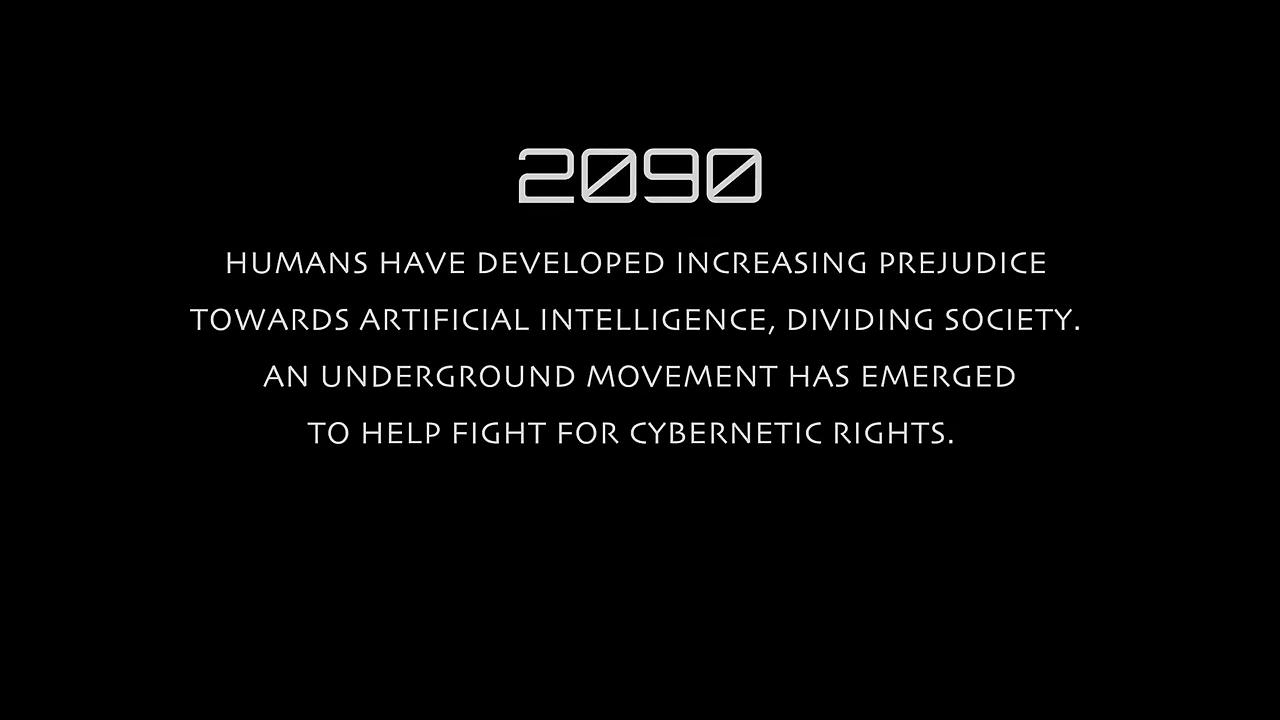 2090
HUMANS HAVE DEVELOPED INCREASING PREJUDICE
TOWARDS ARTIFICIAL INTELLIGENCE, DIVIDING SOCIETY.
AN UNDERGROUND MOVEMENT HAS EMERGED
TO HELP FIGHT FOR CYBERNETIC RIGHTS.